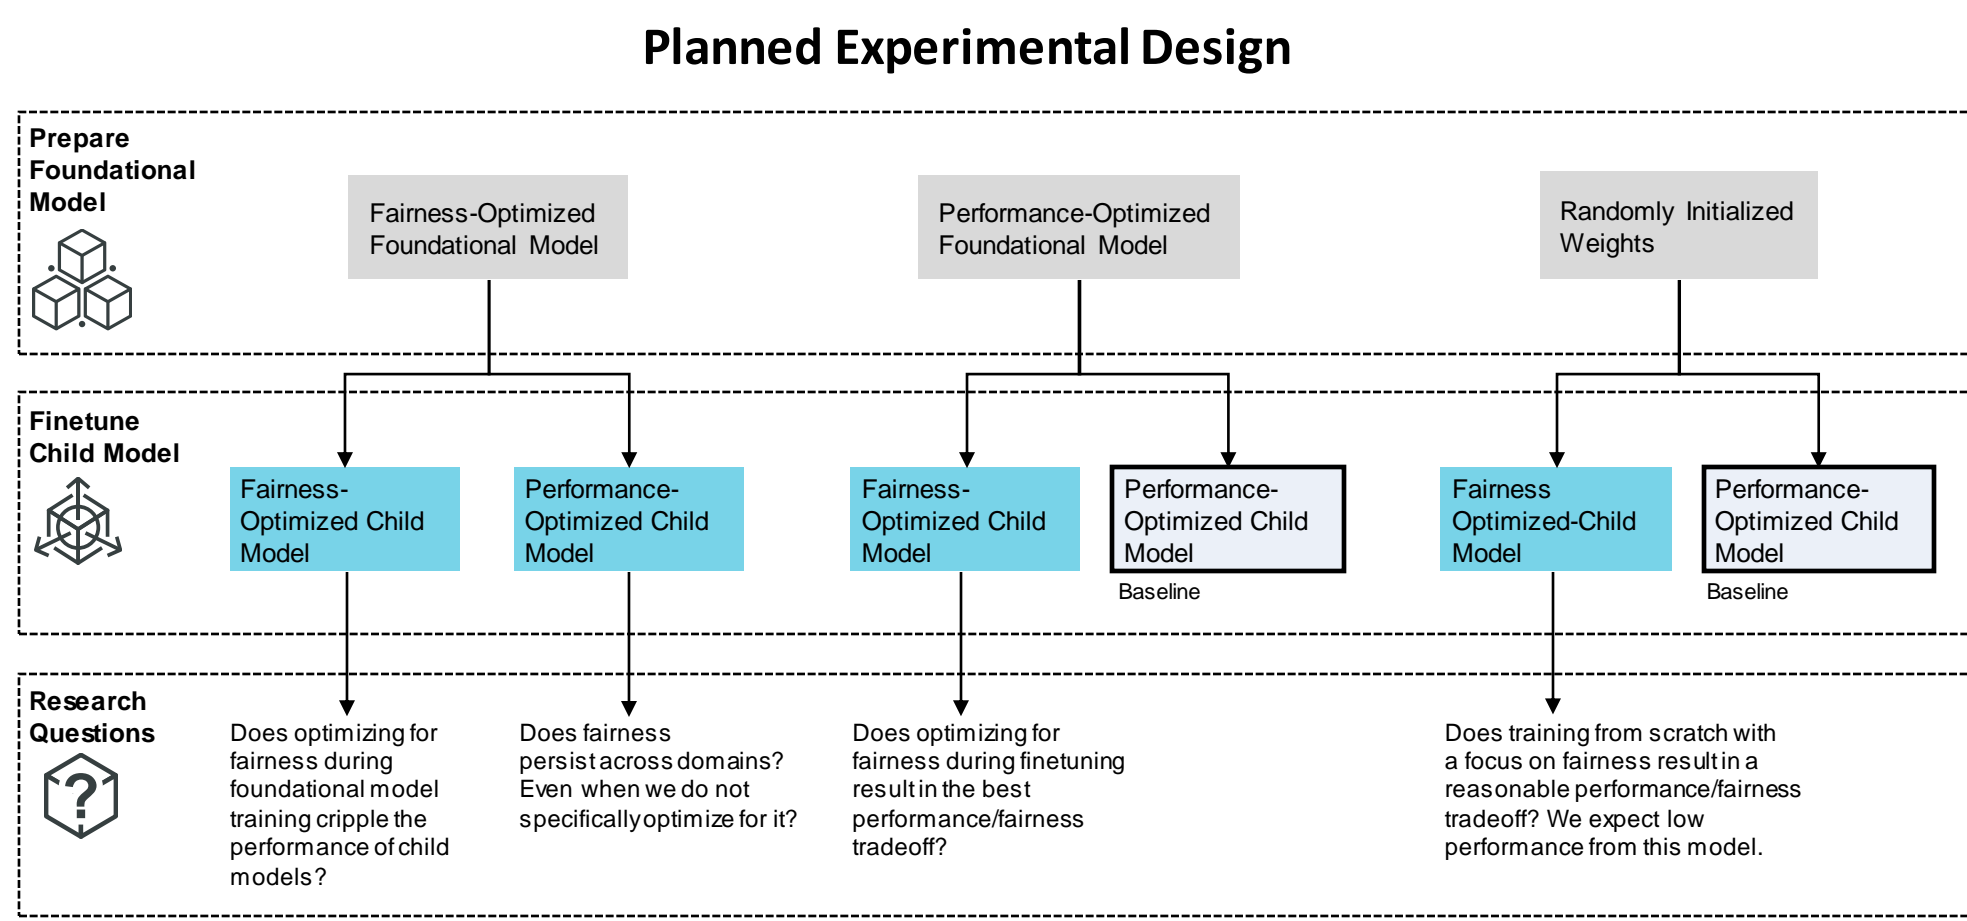 Planned Experimental Design
Prepare
Foundational
Model
Fairness-Optimized
Foundational Model
Performance-Optimized
Foundational Model
Randomly Initialized
Weights
Finetune
Child Model
Fairness-
Optimized Child
Model
Performance-
Optimized Child
Model
Fairness-
Optimized Child
Model
Performance-
Optimized Child
Model
Baseline
Fairness
Optimized-Child
Model
Performance-
Optimized Child
Model
Baseline
Research
Questions
?
Does optimizing for
fairness during
foundational model
training cripple the
performance of child
models?
Does fairness
persist across domains?
Even when we do not
specifically optimize for it?
Does optimizing for
fairness during finetuning
result in the best
performance/fairness
tradeoff?
Does training from scratch with
a focus on fairness result in a
reasonable performance/fairness
tradeoff? We expect low
performance from this model.